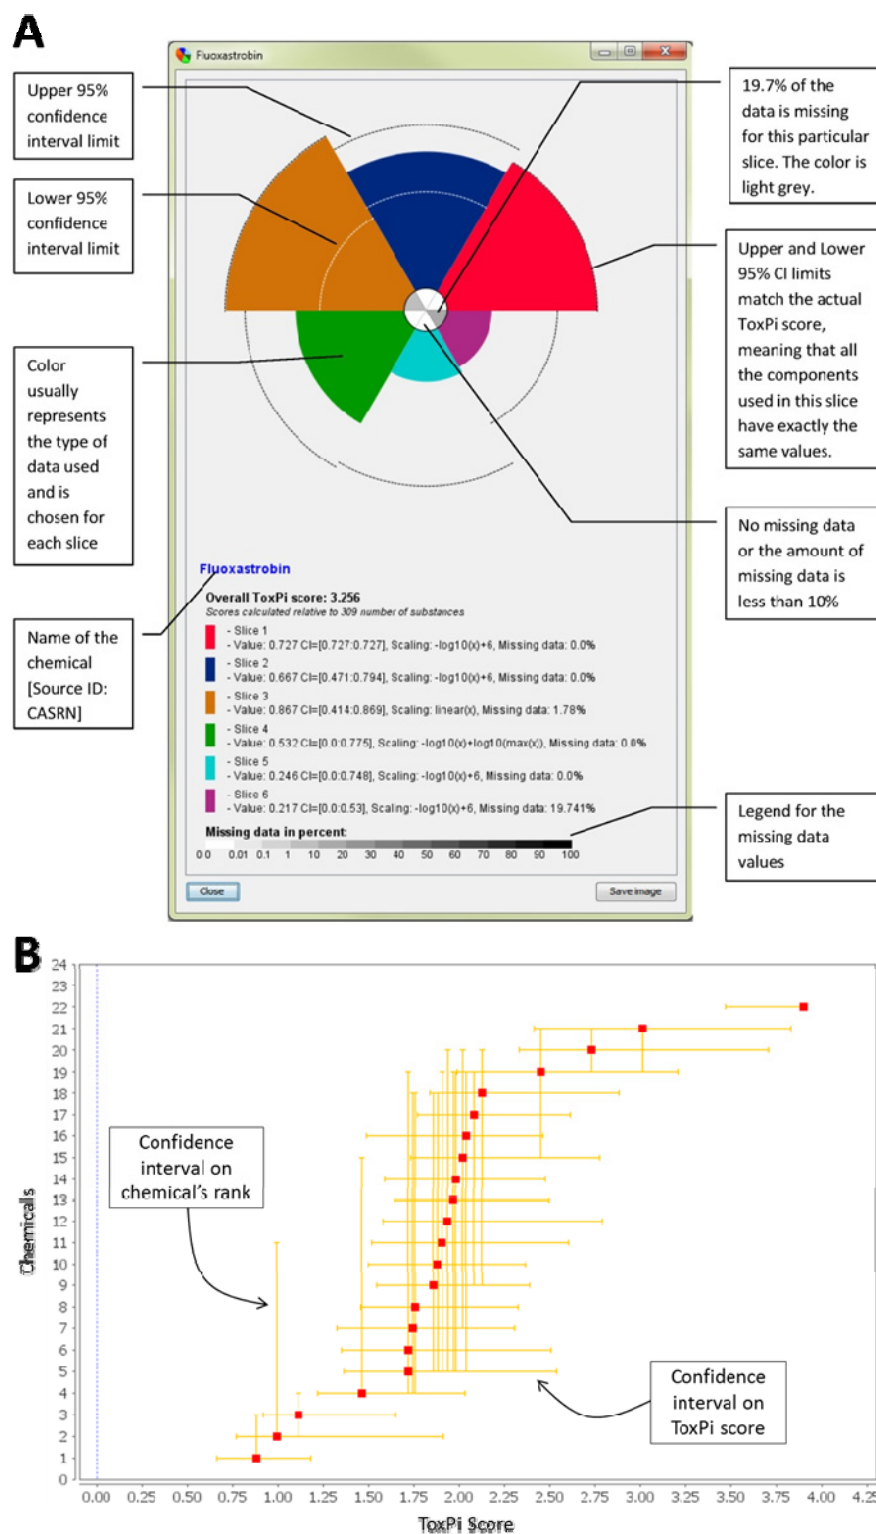 A
Fluoxastrobin
Upper 95%
confidence
interval limit
Lower 95%
confidence
interval limit
Color
usually
represents
the type of
data used
and is
chosen for
each slice
Name of the
chemical
[Source ID:
CASRN]
19.7% of the
data is missing
for this particular
slice. The color is
light grey.
Upper and Lower
95% CI limits
match the actual
ToxPi score,
meaning that all
the components
used in this slice
have exactly the
same values.
No missing data
or the amount of
missing data is
less than 10%
Legend for the
missing data
values
Fluoxastrobin
Overall ToxPi score: 3.256
Scores calculated relative to 309 number of substances
- Slice 1
- Value: 0.727 CI=[0.727:0.727], Scaling: -log10(x)+6, Missing data: 0.0%
- Slice 2
- Value: 0.667 CI=[0.471:0.794], Scaling: -log10(x)+6, Missing data: 0.0%
- Slice 3
- Value: 0.867 CI=[0.414:0.869], Scaling: linear(x), Missing data: 1.78%
- Slice 4
- Value: 0.532 CI=[0.0:0.775], Scaling: -log10(x)+log10(max(x)), Missing data: 0.0%
- Slice 5
- Value: 0.246 CI=[0.0:0.748], Scaling: -log10(x)+6, Missing data: 0.0%
- Slice 6
- Value: 0.217 CI=[0.0:0.53], Scaling: -log10(x)+6, Missing data: 19.741%
Missing data in percent
0.0 0.01 0.1 1 10 20 30 40 50 60 70 80 90 100
Close
Save image
B
24
23
22
21
20
19
18
17
16
15
14
13
12
11
10
9
8
7
6
5
4
3
2
1
0
Chemicals
Confidence
interval on
chemical's rank
Confidence
interval on
ToxPi score
0.00 0.25 0.50 0.75 1.00 1.25 1.50 1.75 2.00 2.25 2.50 2.75 3.00 3.25 3.50 3.75 4.00 4.25
ToxPi Score